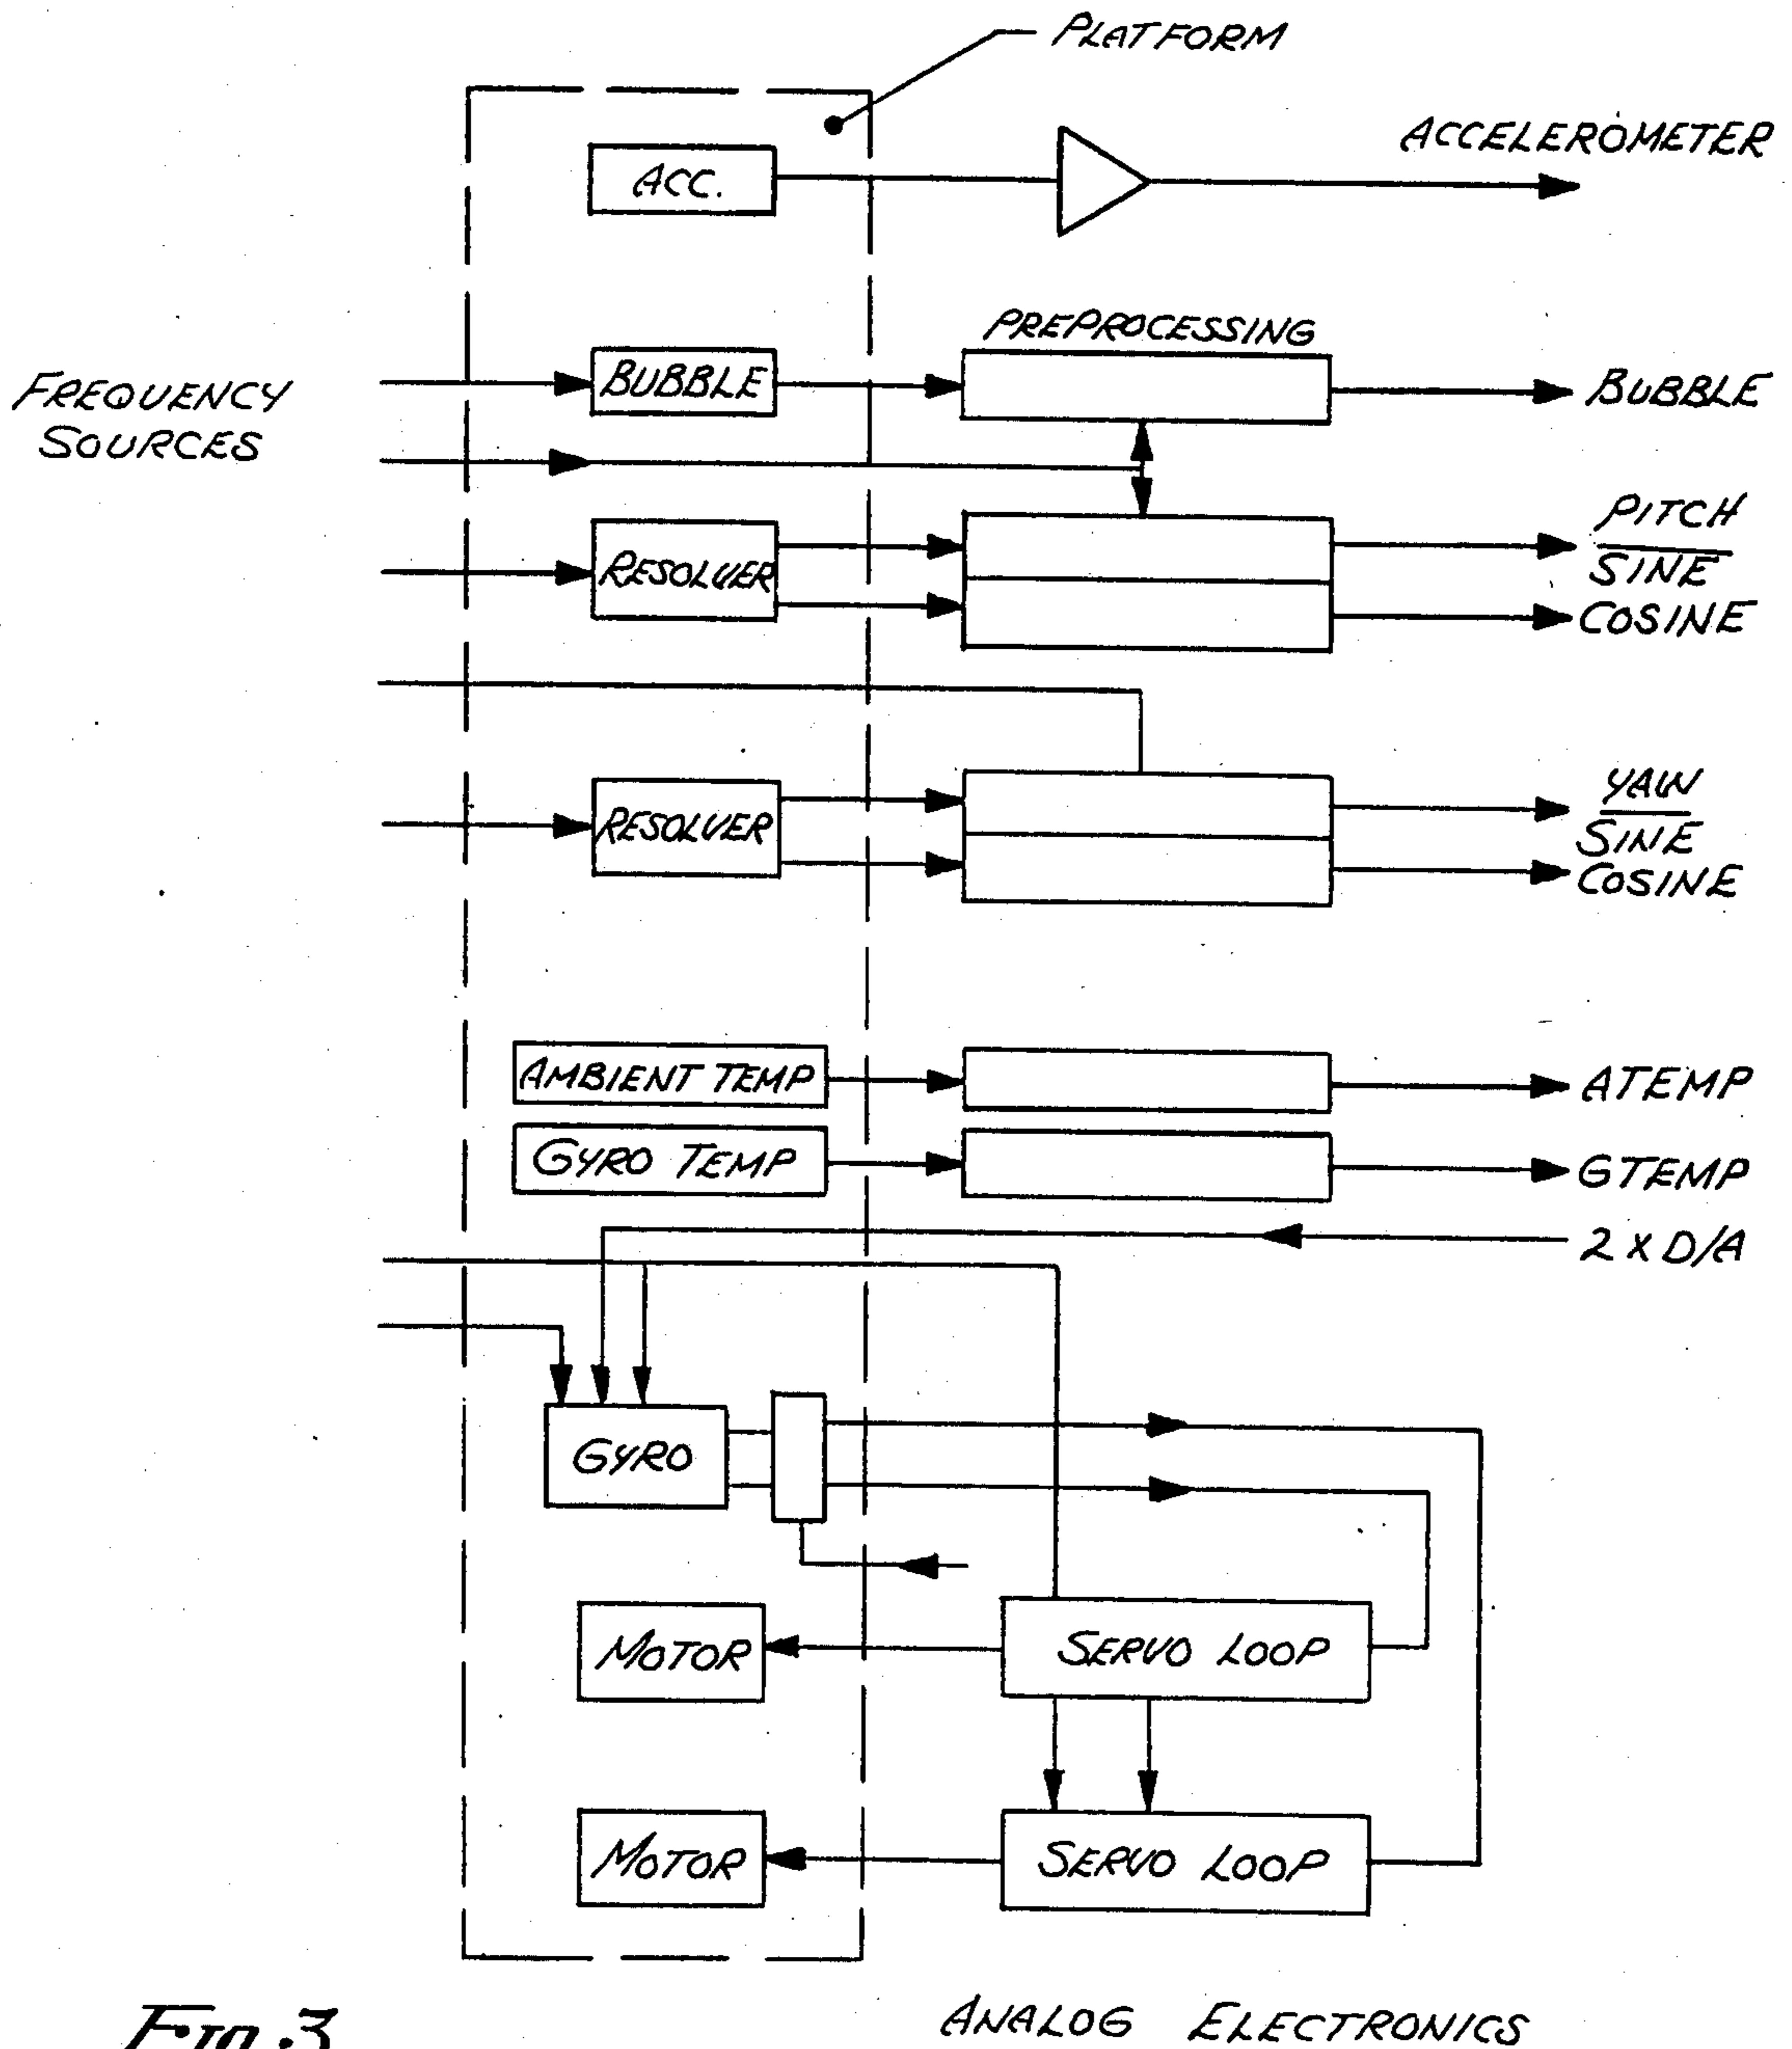 PLATFORM
ACCELEROMETER
ACC.
PREPROCESSING
FREQUENCY
SOURCES
BUBBLE
BUBBLE
PITCH
SINE
RESOLVER
COSINE
YAW
SINE
RESOLVER
COSINE
AMBIENT TEMP
ATEMP
GYRO TEMP
GTEMP
2 X D/A
GYRO
MOTOR
SERVO LOOP
MOTOR
SERVO LOOP
FIG. 3
ANALOG ELECTRONICS